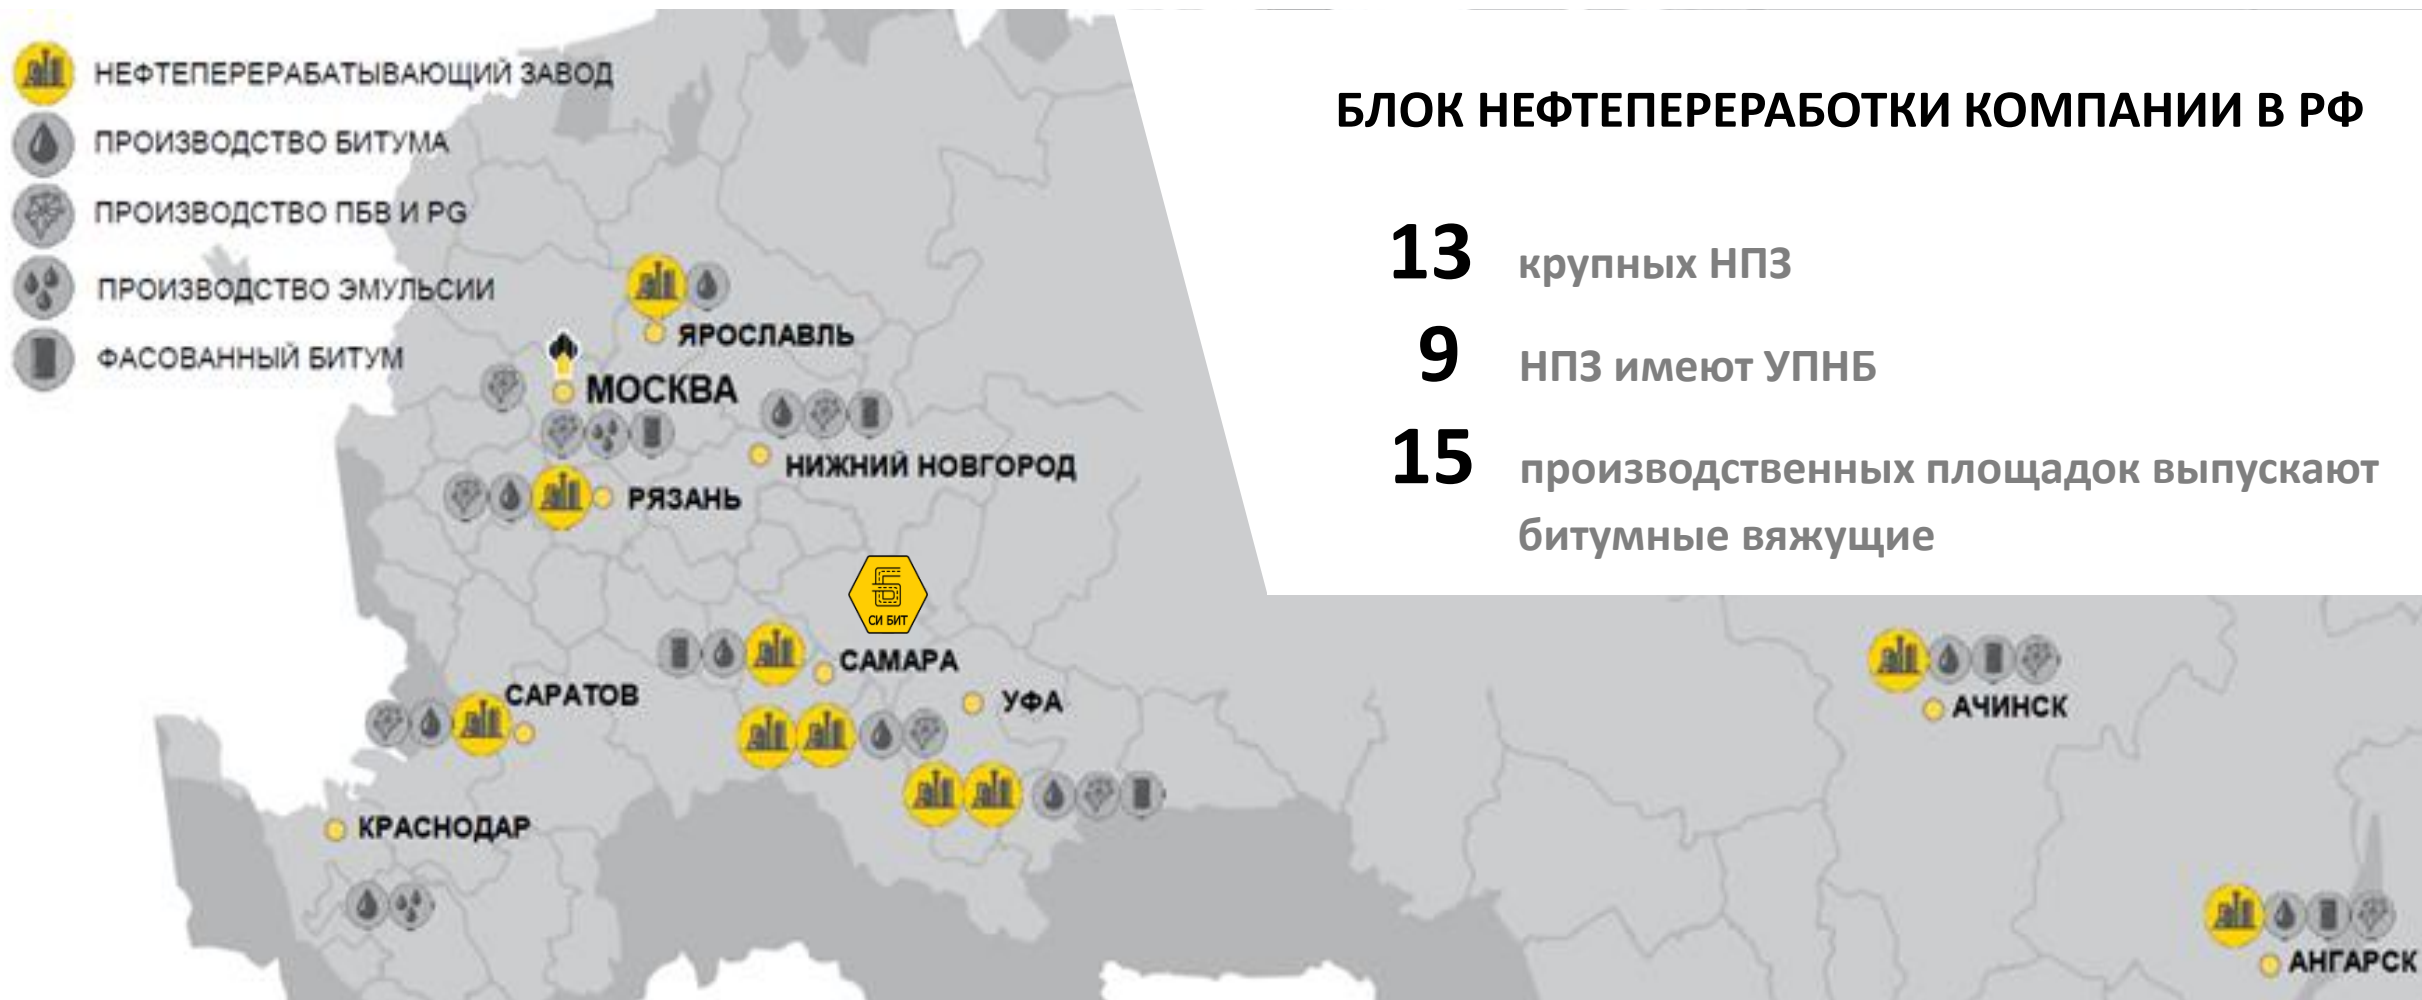 НЕФТЕПЕРЕРАБАТЫВАЮЩИЙ ЗАВОД
ПРОИЗВОДСТВО БИТУМА
ПРОИЗВОДСТВО ПБВ И PG
ПРОИЗВОДСТВО ЭМУЛЬСИИ
ФАСОВАННЫЙ БИТУМ
БЛОК НЕФТЕПЕРЕРАБОТКИ КОМПАНИИ В РФ
13 крупных НПЗ
9 НПЗ имеют УПНБ
15 производственных площадок выпускают
битумные вяжущие
ЯРОСЛАВЛЬ
МОСКВА
НИЖНИЙ НОВГОРОД
РЯЗАНЬ
СИ БИТ
САМАРА
САРАТОВ
УФА
КРАСНОДАР
АЧИНСК
АНГАРСК